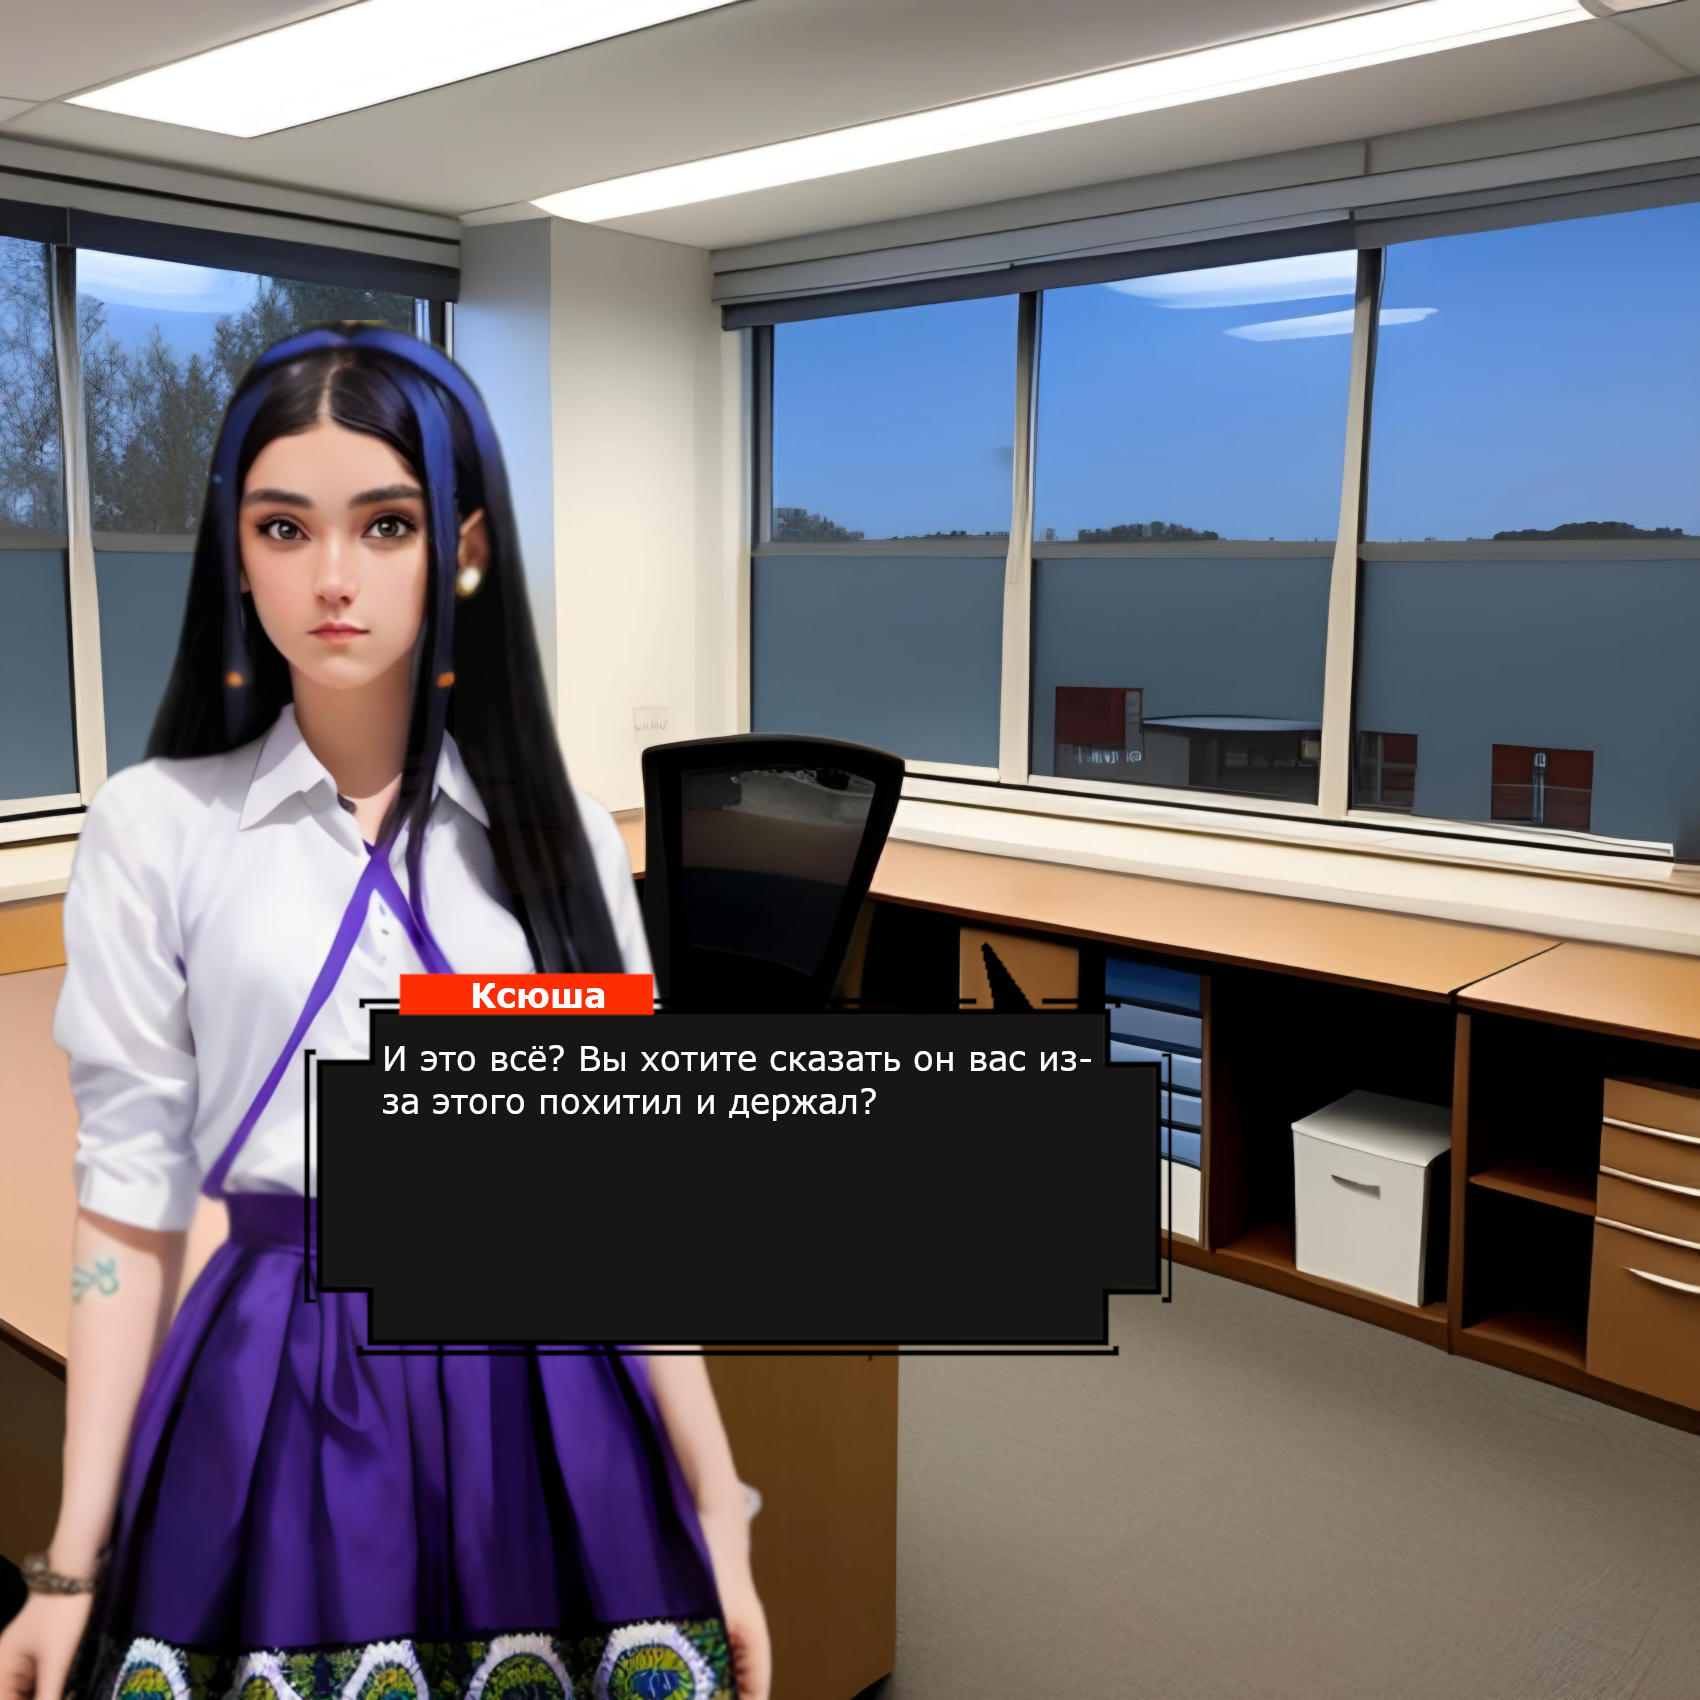 Ксюша
И это всё? Вы хотите сказать он вас из-
за этого похитил и держал?